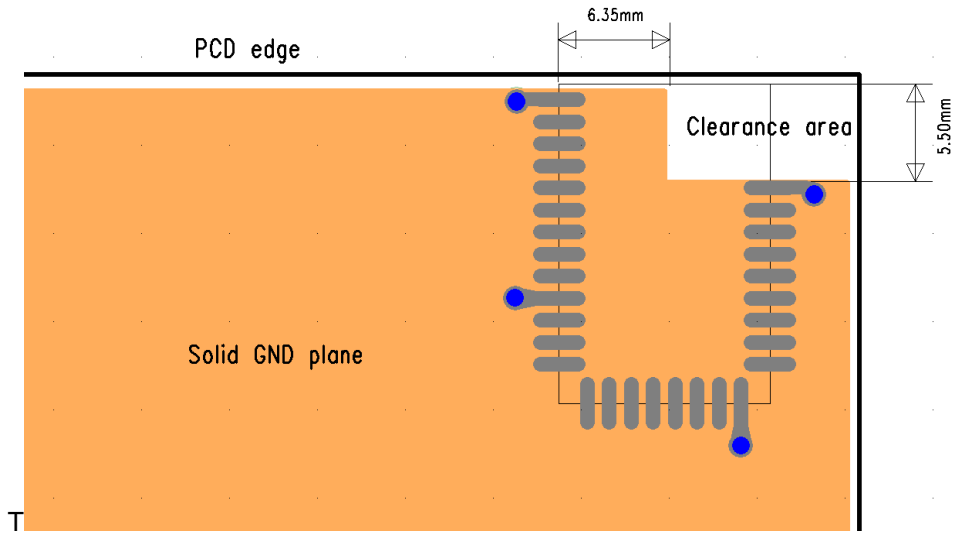 6.35mm
PCD edge
Clearance area
5.50mm
Solid GND plane
T